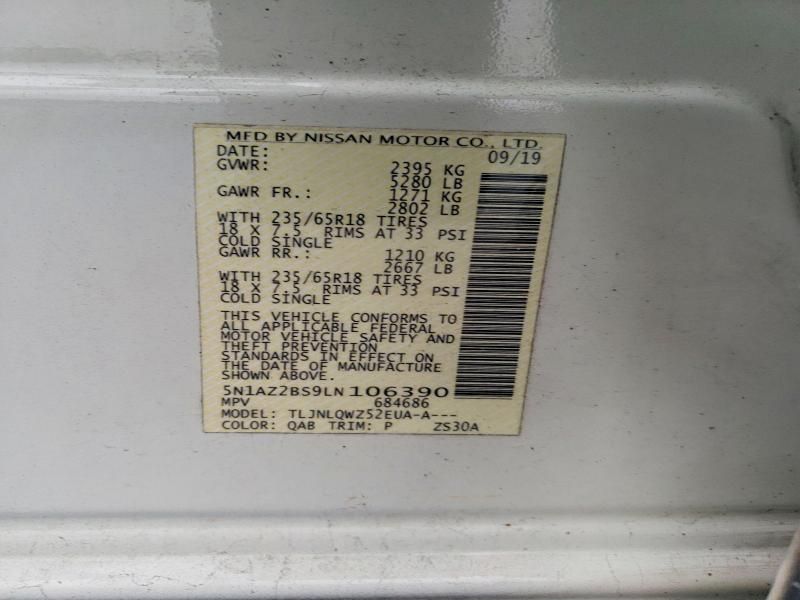 MFD BY NISSAN MOTOR CO., LTD.
DATE: 09/19
GVWR: 2395 KG
5280 LB
GAWR FR.: 1271 KG
2802 LB
WITH 235/65R18 TIRES
18 X 7.5 RIMS AT 33 PSI
COLD SINGLE
GAWR RR.: 1210 KG
2667 LB
WITH 235/65R18 TIRES
18 X 7.5 RIMS AT 33 PSI
COLD SINGLE
THIS VEHICLE CONFORMS TO
ALL APPLICABLE FEDERAL
MOTOR VEHICLE SAFETY AND
THEFT PREVENTION
STANDARDS IN EFFECT ON
THE DATE OF MANUFACTURE
SHOWN ABOVE.
5N1AZ2BS9LN106390
MPV 684686
MODEL: TLJNLQWZ52EUA-A---
COLOR: QAB TRIM: P ZS30A